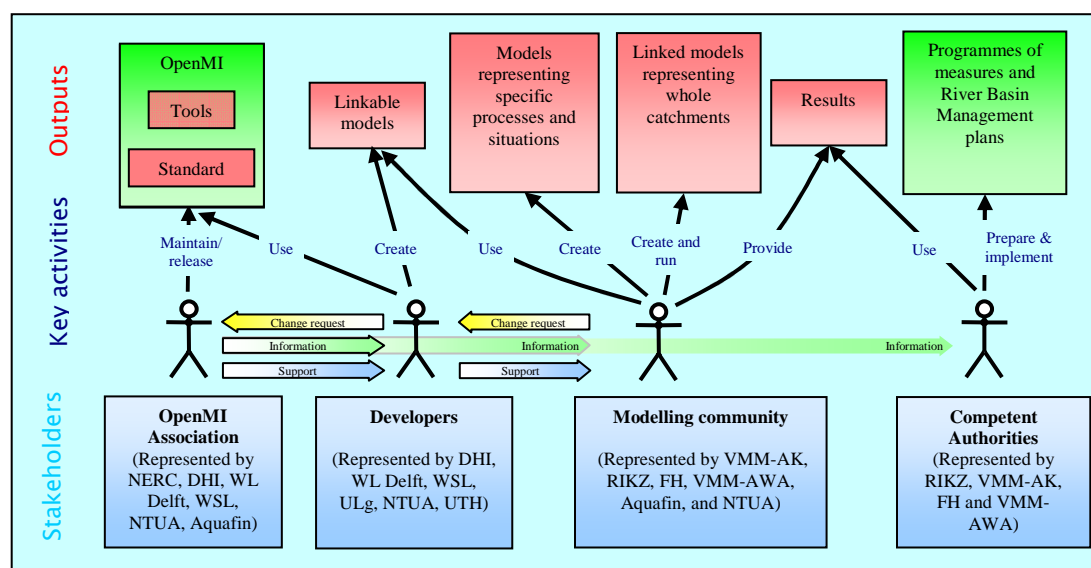 Outputs
OpenMI
Tools
Standard
Linkable
models
Models
representing
specific
processes and
situations
Linked models
representing
whole
catchments
Results
Programmes of
measures and
River Basin
Management
plans
Key activities
Maintain/
release
Use
Create
Use
Create
Create and
run
Provide
Use
Prepare &
implement
Change request
Change request
Information
Information
Information
Support
Support
Stakeholders
OpenMI
Association
(Represented by
NERC, DHI, WL
Delft, WSL,
NTUA, Aquafin)
Developers
(Represented by DHI,
WL Delft, WSL,
ULg, NTUA, UTH)
Modelling community
(Represented by VMM-AK,
RIKZ, FH, VMM-AWA,
Aquafin, and NTUA)
Competent
Authorities
(Represented by
RIKZ, VMM-AK,
FH and VMM-
AWA)